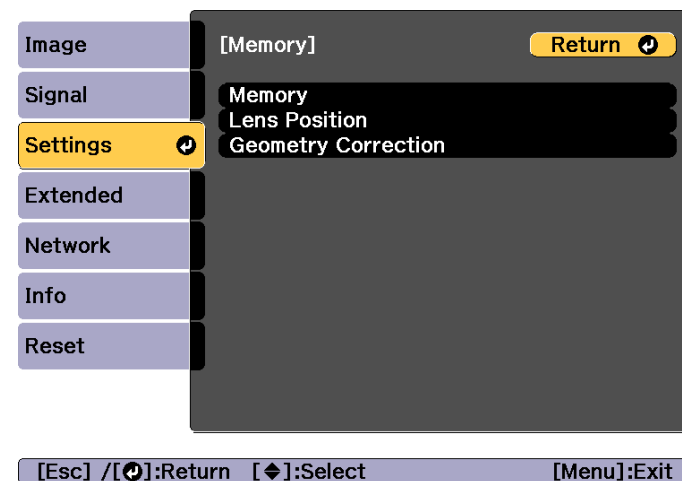 Image
Signal
Settings
Extended
Network
Info
Reset
[Memory]
Return
Memory
Lens Position
Geometry Correction
[Esc] /[⏎]:Return [◆]:Select [Menu]:Exit